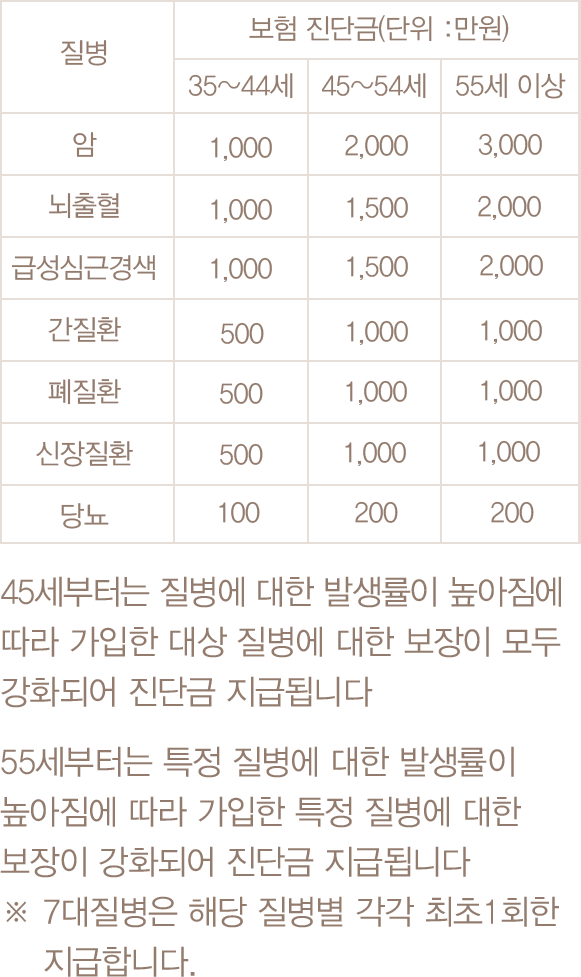 질병 보험 진단금(단위 :만원)
35~44세 45~54세 55세 이상
암 1,000 2,000 3,000
뇌출혈 1,000 1,500 2,000
급성심근경색 1,000 1,500 2,000
간질환 500 1,000 1,000
폐질환 500 1,000 1,000
신장질환 500 1,000 1,000
당뇨 100 200 200
45세부터는 질병에 대한 발생률이 높아짐에
따라 가입한 대상 질병에 대한 보장이 모두
강화되어 진단금 지급됩니다
55세부터는 특정 질병에 대한 발생률이
높아짐에 따라 가입한 특정 질병에 대한
보장이 강화되어 진단금 지급됩니다
※ 7대질병은 해당 질병별 각각 최초1회한
지급합니다.